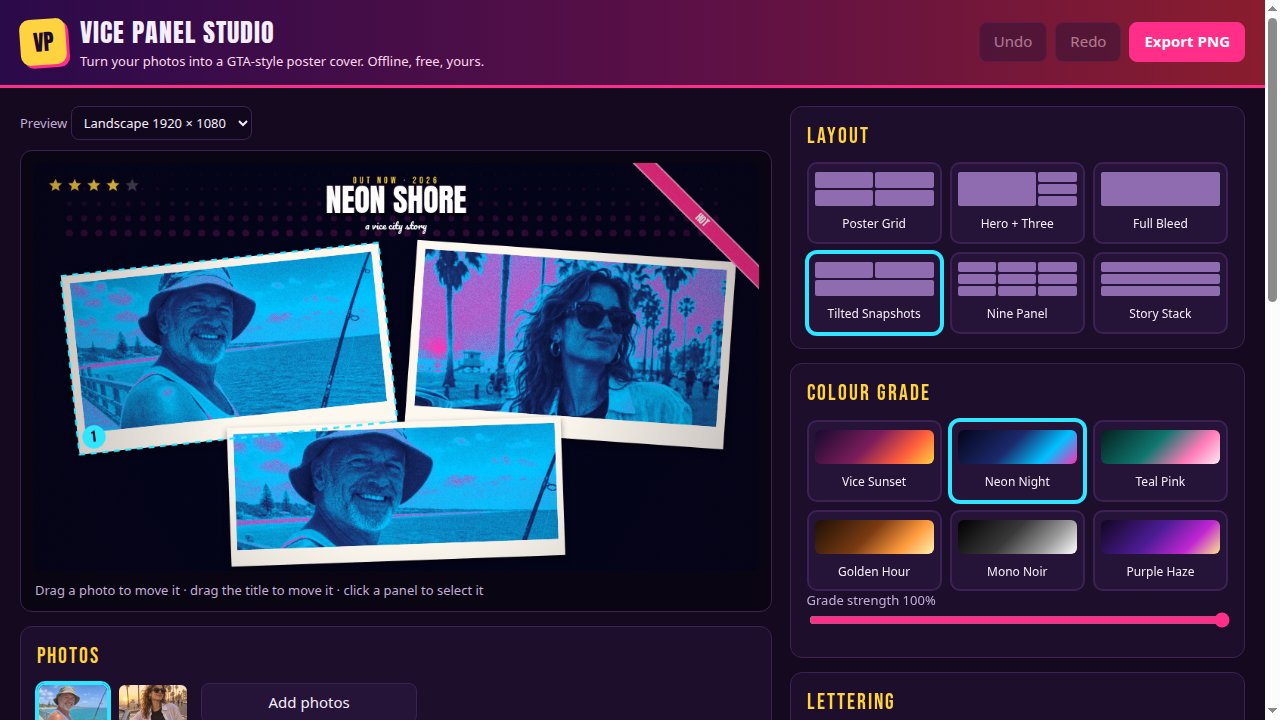 VP
VICE PANEL STUDIO
Turn your photos into a GTA-style poster cover. Offline, free, yours.
Undo
Redo
Export PNG
Preview
Landscape 1920 × 1080
OUT NOW · 2026
NEON SHORE
a vice city story
HOT
1
Drag a photo to move it · drag the title to move it · click a panel to select it
PHOTOS
Add photos
LAYOUT
Poster Grid
Hero + Three
Full Bleed
Tilted Snapshots
Nine Panel
Story Stack
COLOUR GRADE
Vice Sunset
Neon Night
Teal Pink
Golden Hour
Mono Noir
Purple Haze
Grade strength 100%
LETTERING